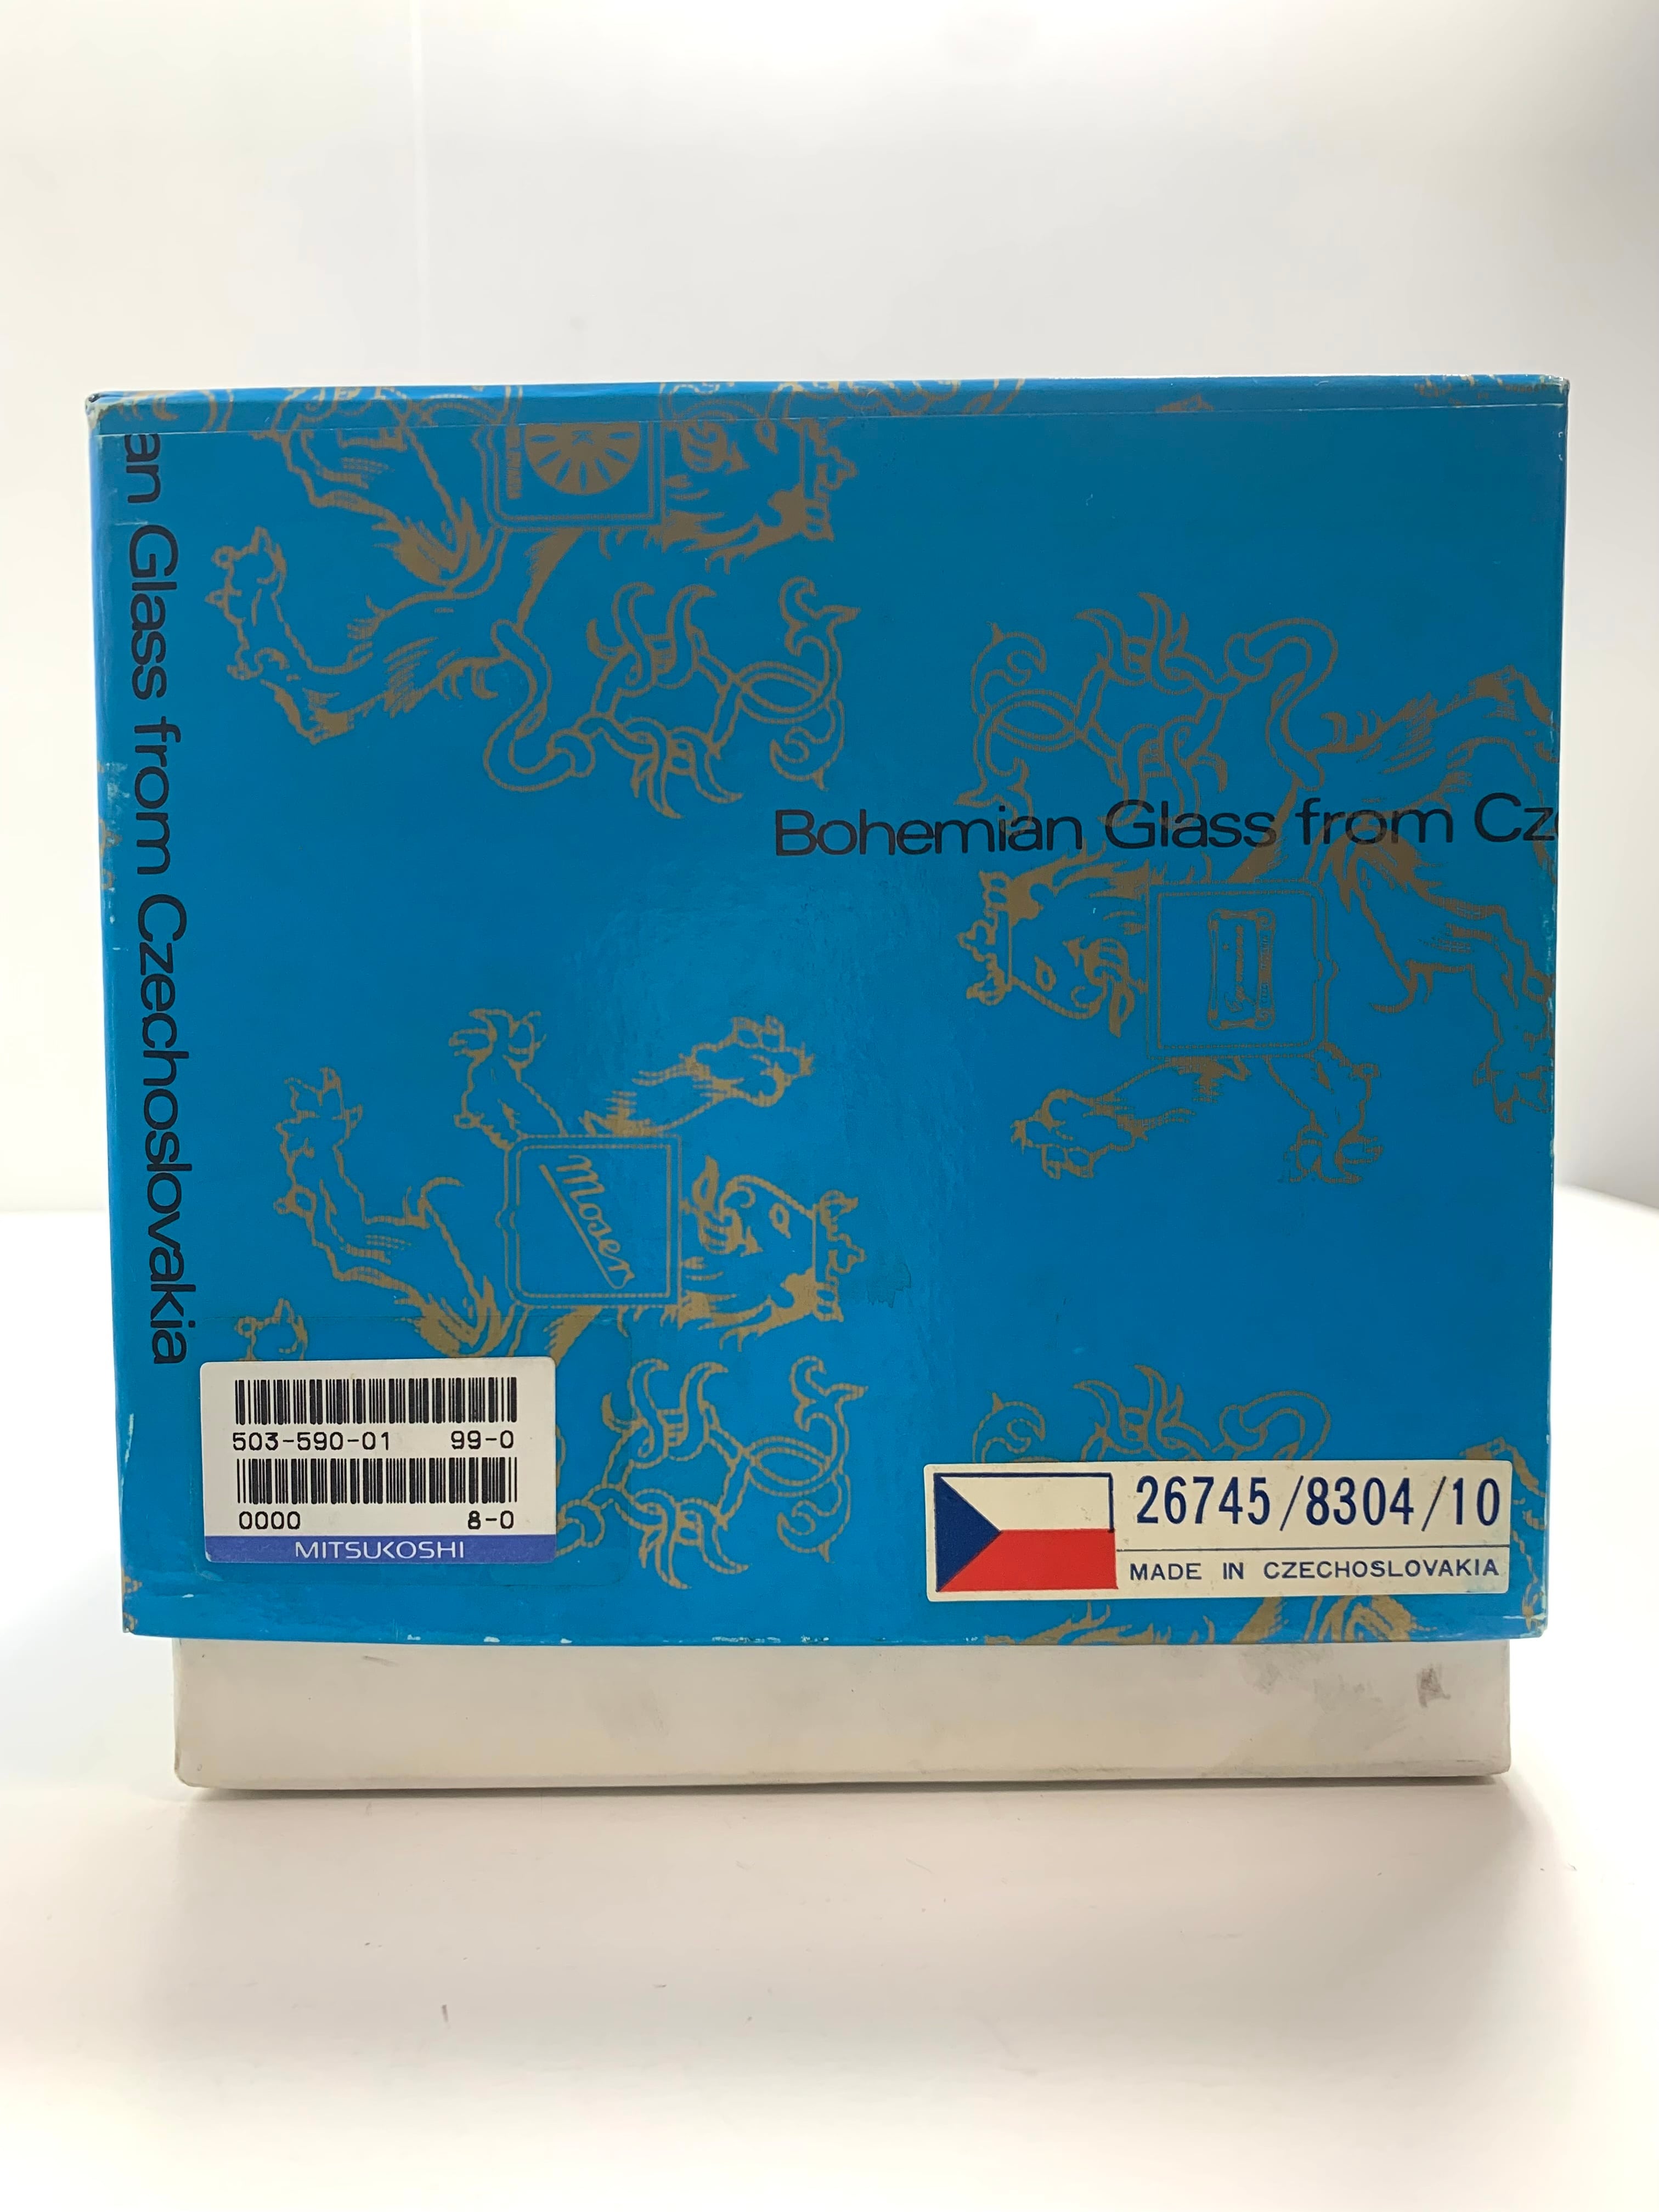 an Glass from Czechoslovakia
Bohemian Glass from Cze
Moser
503-590-01 99-0
0000 8-0
MITSUKOSHI
26745/8304/10
MADE IN CZECHOSLOVAKIA